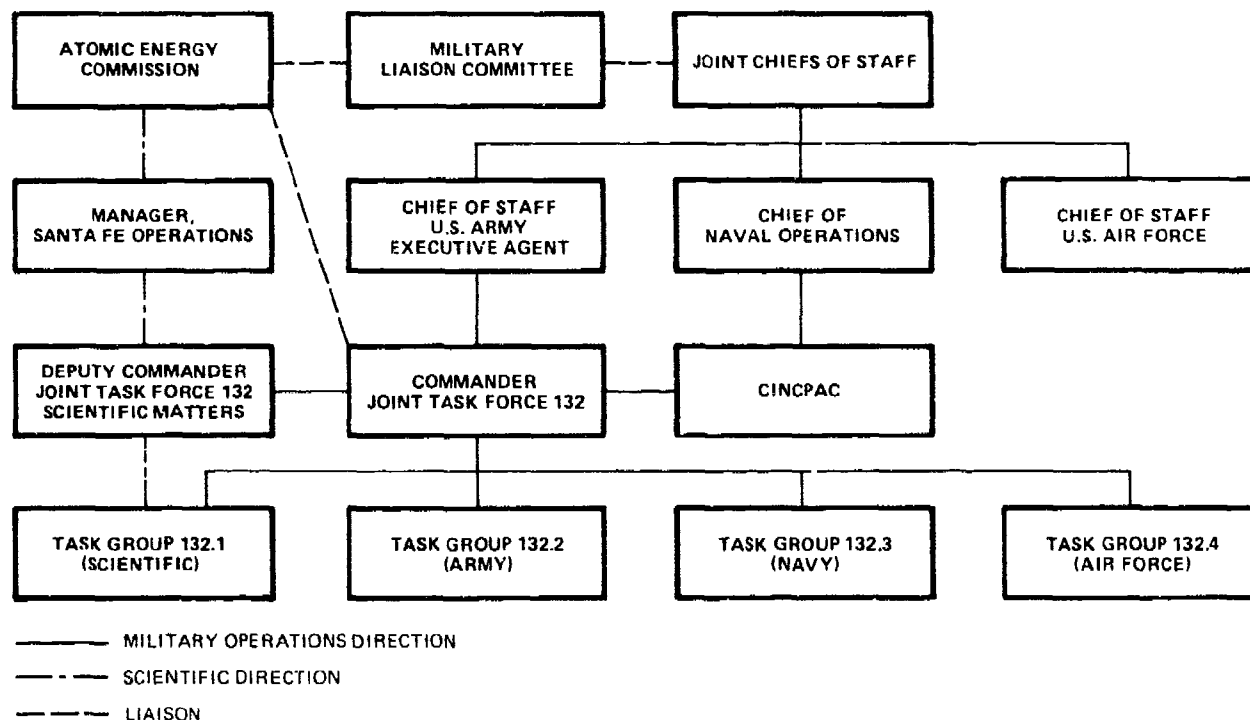 ATOMIC ENERGY
COMMISSION
MILITARY
LIAISON COMMITTEE
JOINT CHIEFS OF STAFF
MANAGER,
SANTA FE OPERATIONS
CHIEF OF STAFF
U.S. ARMY
EXECUTIVE AGENT
CHIEF OF
NAVAL OPERATIONS
CHIEF OF STAFF
U.S. AIR FORCE
DEPUTY COMMANDER
JOINT TASK FORCE 132
SCIENTIFIC MATTERS
COMMANDER
JOINT TASK FORCE 132
CINCPAC
TASK GROUP 132.1
(SCIENTIFIC)
TASK GROUP 132.2
(ARMY)
TASK GROUP 132.3
(NAVY)
TASK GROUP 132.4
(AIR FORCE)
MILITARY OPERATIONS DIRECTION
SCIENTIFIC DIRECTION
LIAISON